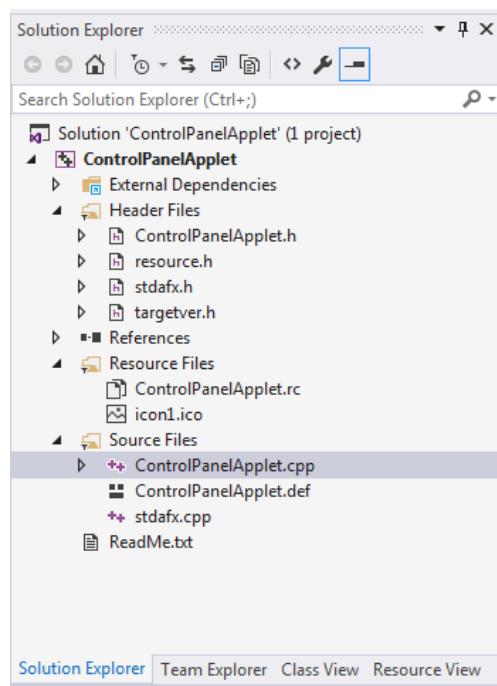 Solution Explorer
Search Solution Explorer (Ctrl+;)
Solution 'ControlPanelApplet' (1 project)
ControlPanelApplet
External Dependencies
Header Files
ControlPanelApplet.h
resource.h
stdafx.h
targetver.h
References
Resource Files
ControlPanelApplet.rc
icon1.ico
Source Files
ControlPanelApplet.cpp
ControlPanelApplet.def
stdafx.cpp
ReadMe.txt
Solution Explorer Team Explorer Class View Resource View